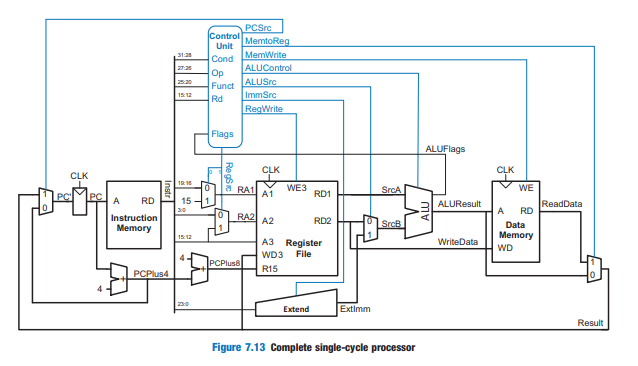 PCSrc
Control
Unit
MemtoReg
MemWrite
31:28
Cond
ALUControl
27:26
Op
ALUSrc
25:20
Funct
ImmSrc
15:12
Rd
RegWrite
Flags
ALUFlags
RegSrc
0 1
CLK
CLK
CLK
Instr
19:16
0
RA1
A1
WE3
RD1
SrcA
WE
1
0
PC'
PC
A
RD
15
1
ALU
ALUResult
A
RD
ReadData
Instruction
Memory
3:0
0
1
RA2
A2
RD2
0
1
SrcB
Data
Memory
15:12
A3
Register
File
WriteData
WD
WD3
4
+
PCPlus8
R15
1
0
+
PCPlus4
4
23:0
Extend
ExtImm
Result
Figure 7.13 Complete single-cycle processor